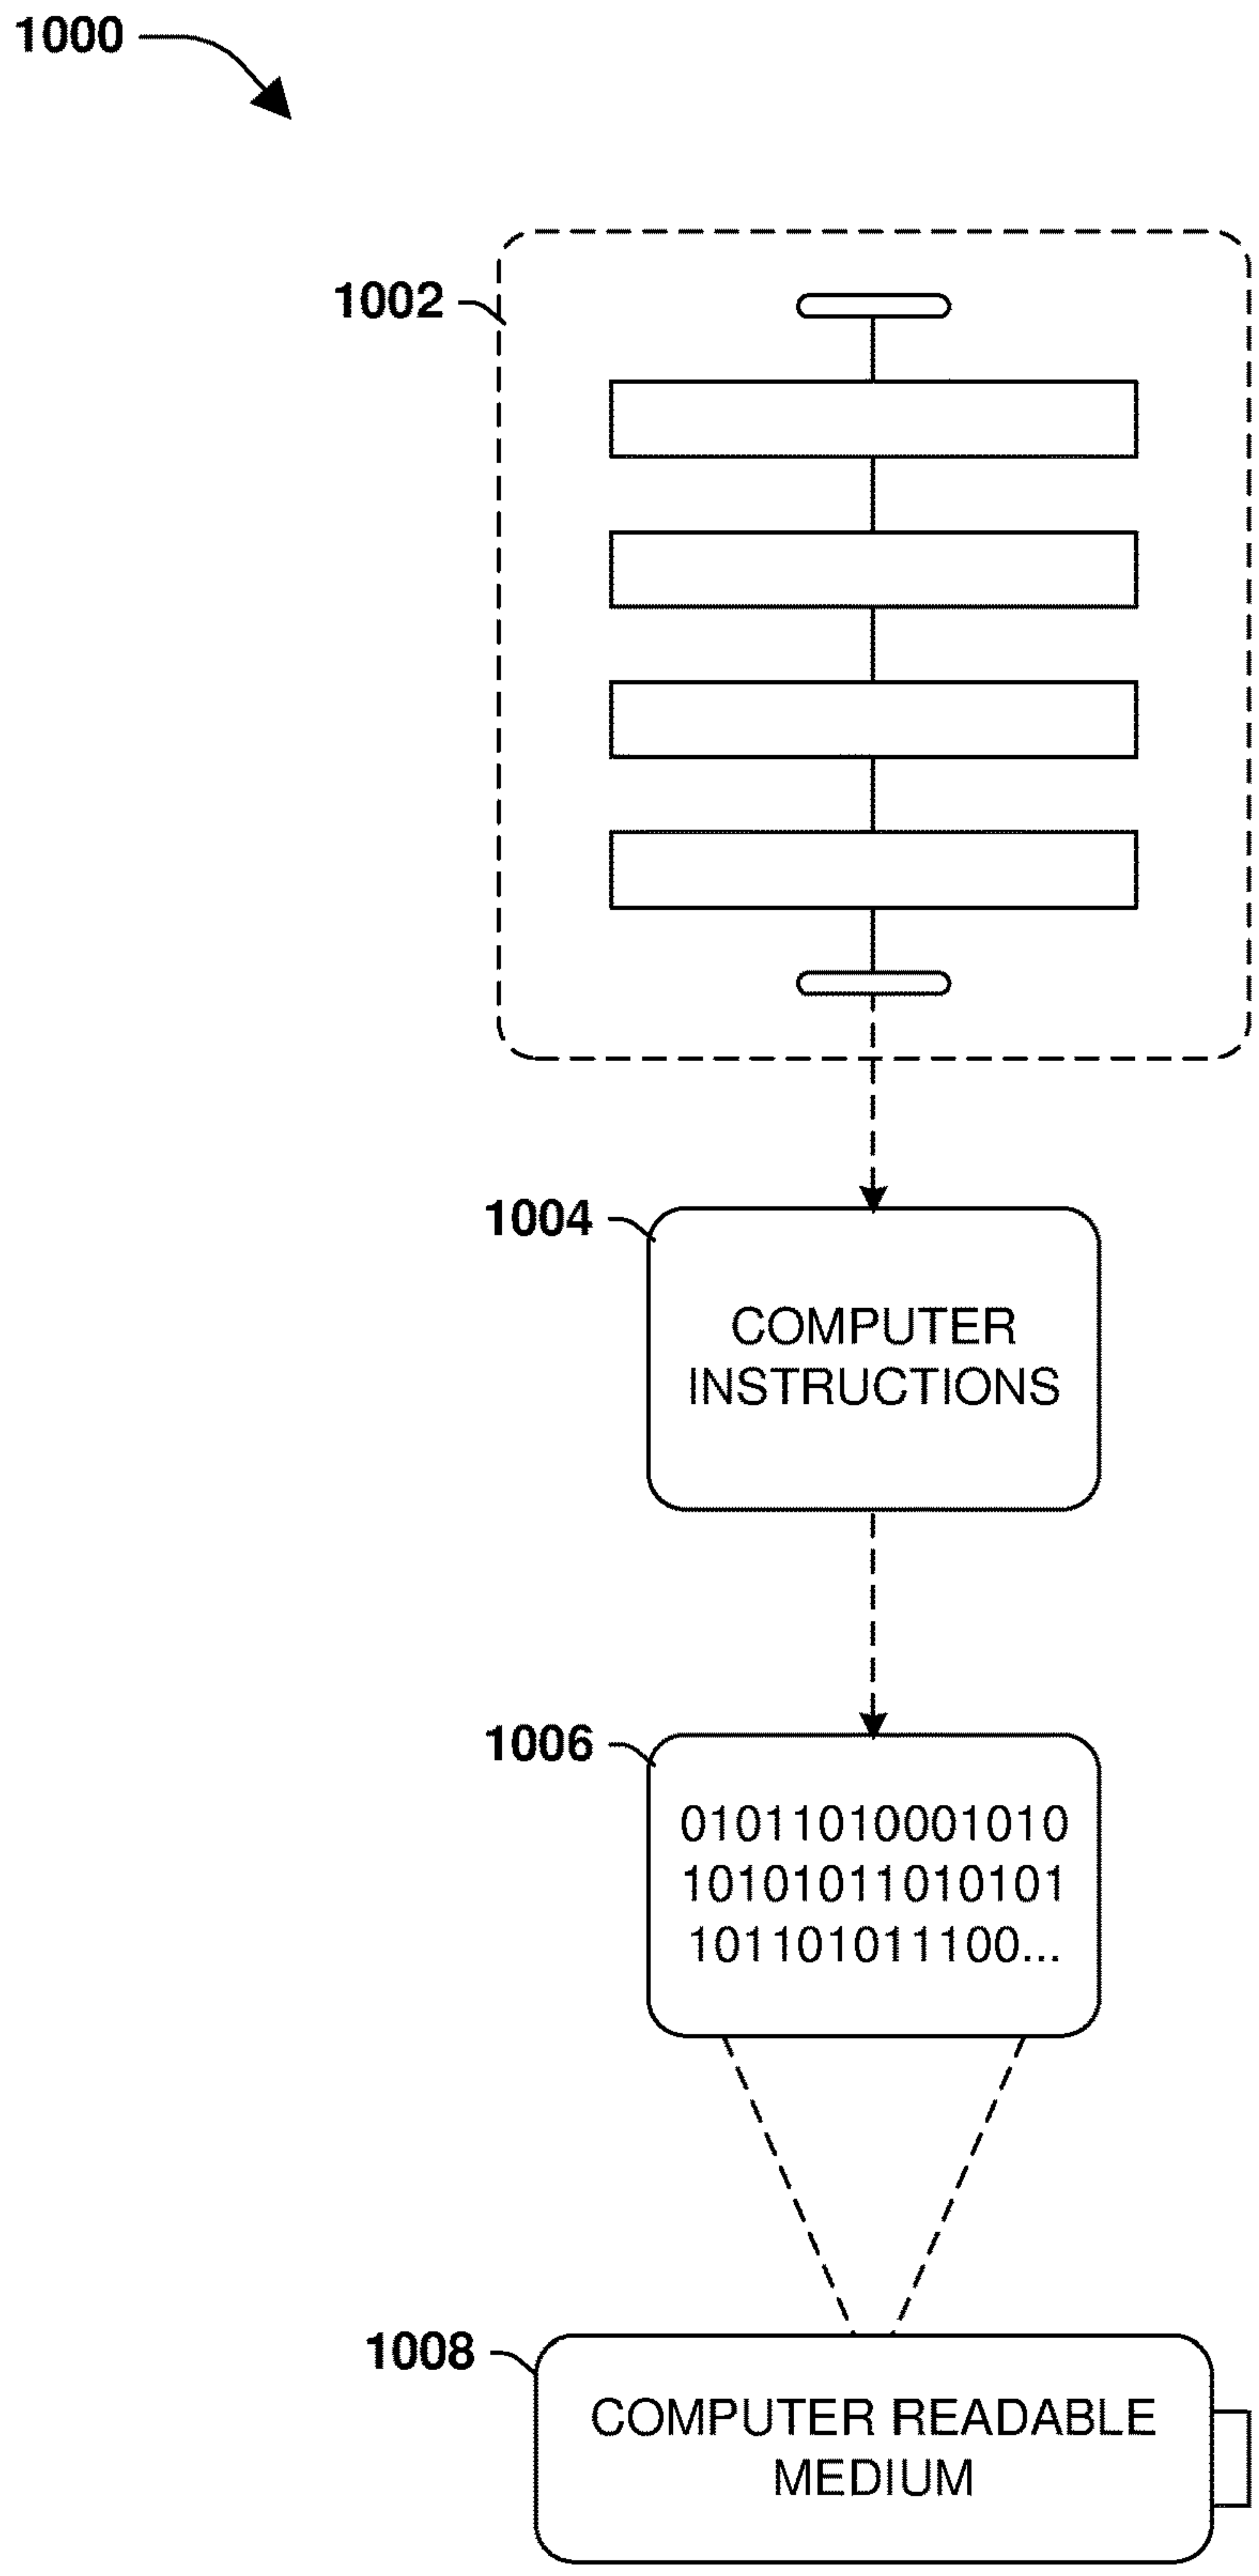 1000
1002
1004
COMPUTER
INSTRUCTIONS
1006
01011010001010
10101011010101
101101011100...
1008
COMPUTER READABLE
MEDIUM